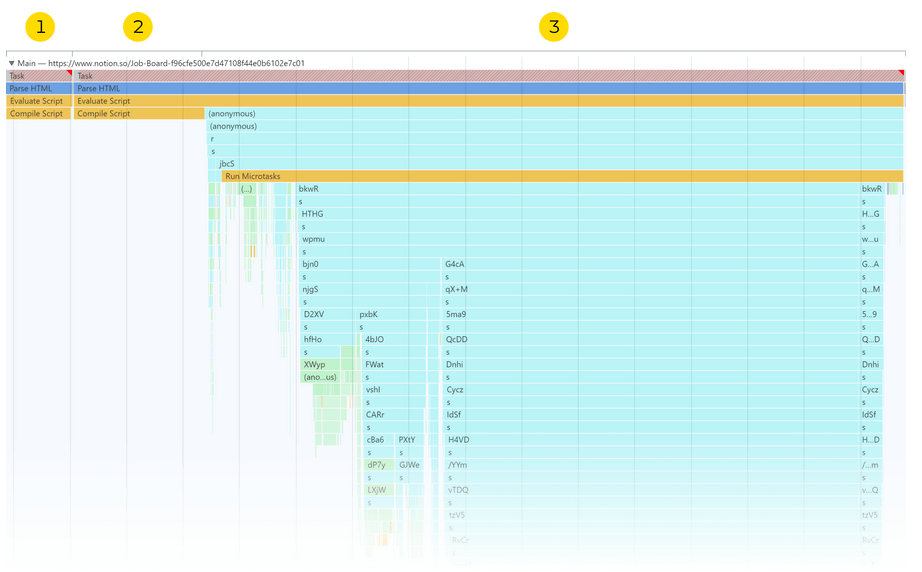 1 2 3
▼ Main — https://www.notion.so/Job-Board-f96cfe500e7d47108f44e0b6102e7c01
Task Task
Parse HTML Parse HTML
Evaluate Script Evaluate Script
Compile Script Compile Script (anonymous)
(anonymous)
r
s
jbcS
Run Microtasks
(...) bkwR bkwR
s s
HTHG H...G
s s
wpmu w...u
s s
bjn0 G4cA G...A
s s s
njgS qX+M q...M
s s s
D2XV pxbK 5ma9 5...9
s s s s
hfHo 4bJO QcDD Q...D
s s s s
XWyp FWat Dnhi Dnhi
(ano...us) s s s
vshl Cycz Cycz
s s s
CARr IdSf IdSf
s s s
cBa6 PXtY H4VD H...D
s s s s
dP7y GJWe /YYm /...m
s s s s
LXjW vTDQ v...Q
s s s
tzV5 tzV5
s s
RvCr RvCr